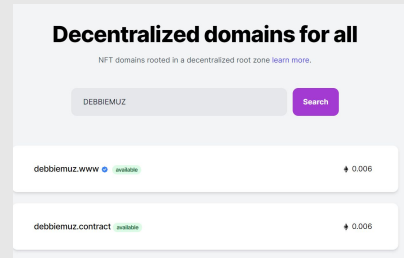 Decentralized domains for all
NFT domains rooted in a decentralized root zone learn more.
DEBBIEMUZ Search
debbiemuz.www available 0.006
debbiemuz.contract available 0.006